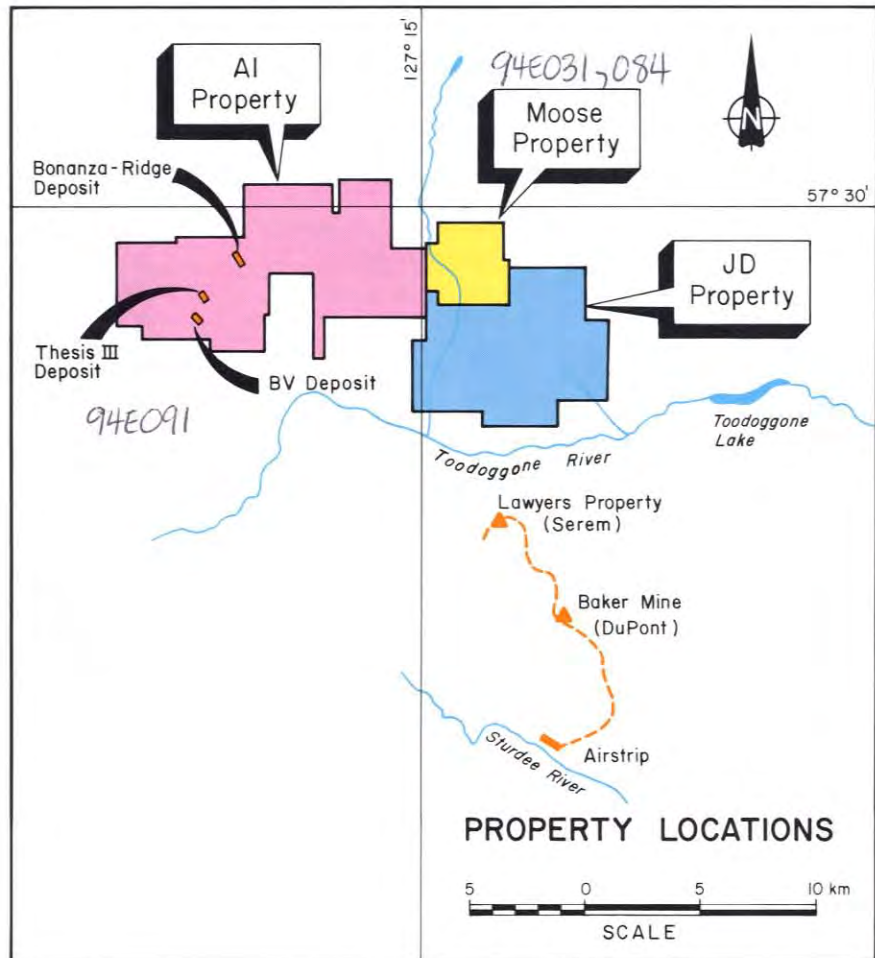 127° 15'
94E031,084
Al
Property
Moose
Property
N
Bonanza-Ridge
Deposit
57° 30'
JD
Property
Thesis III
Deposit
BV Deposit
94E091
Toodoggone
Lake
Toodoggone River
Lawyers Property
(Serem)
Baker Mine
(DuPont)
Airstrip
Sturdee River
PROPERTY LOCATIONS
5 0 5 10 km
SCALE